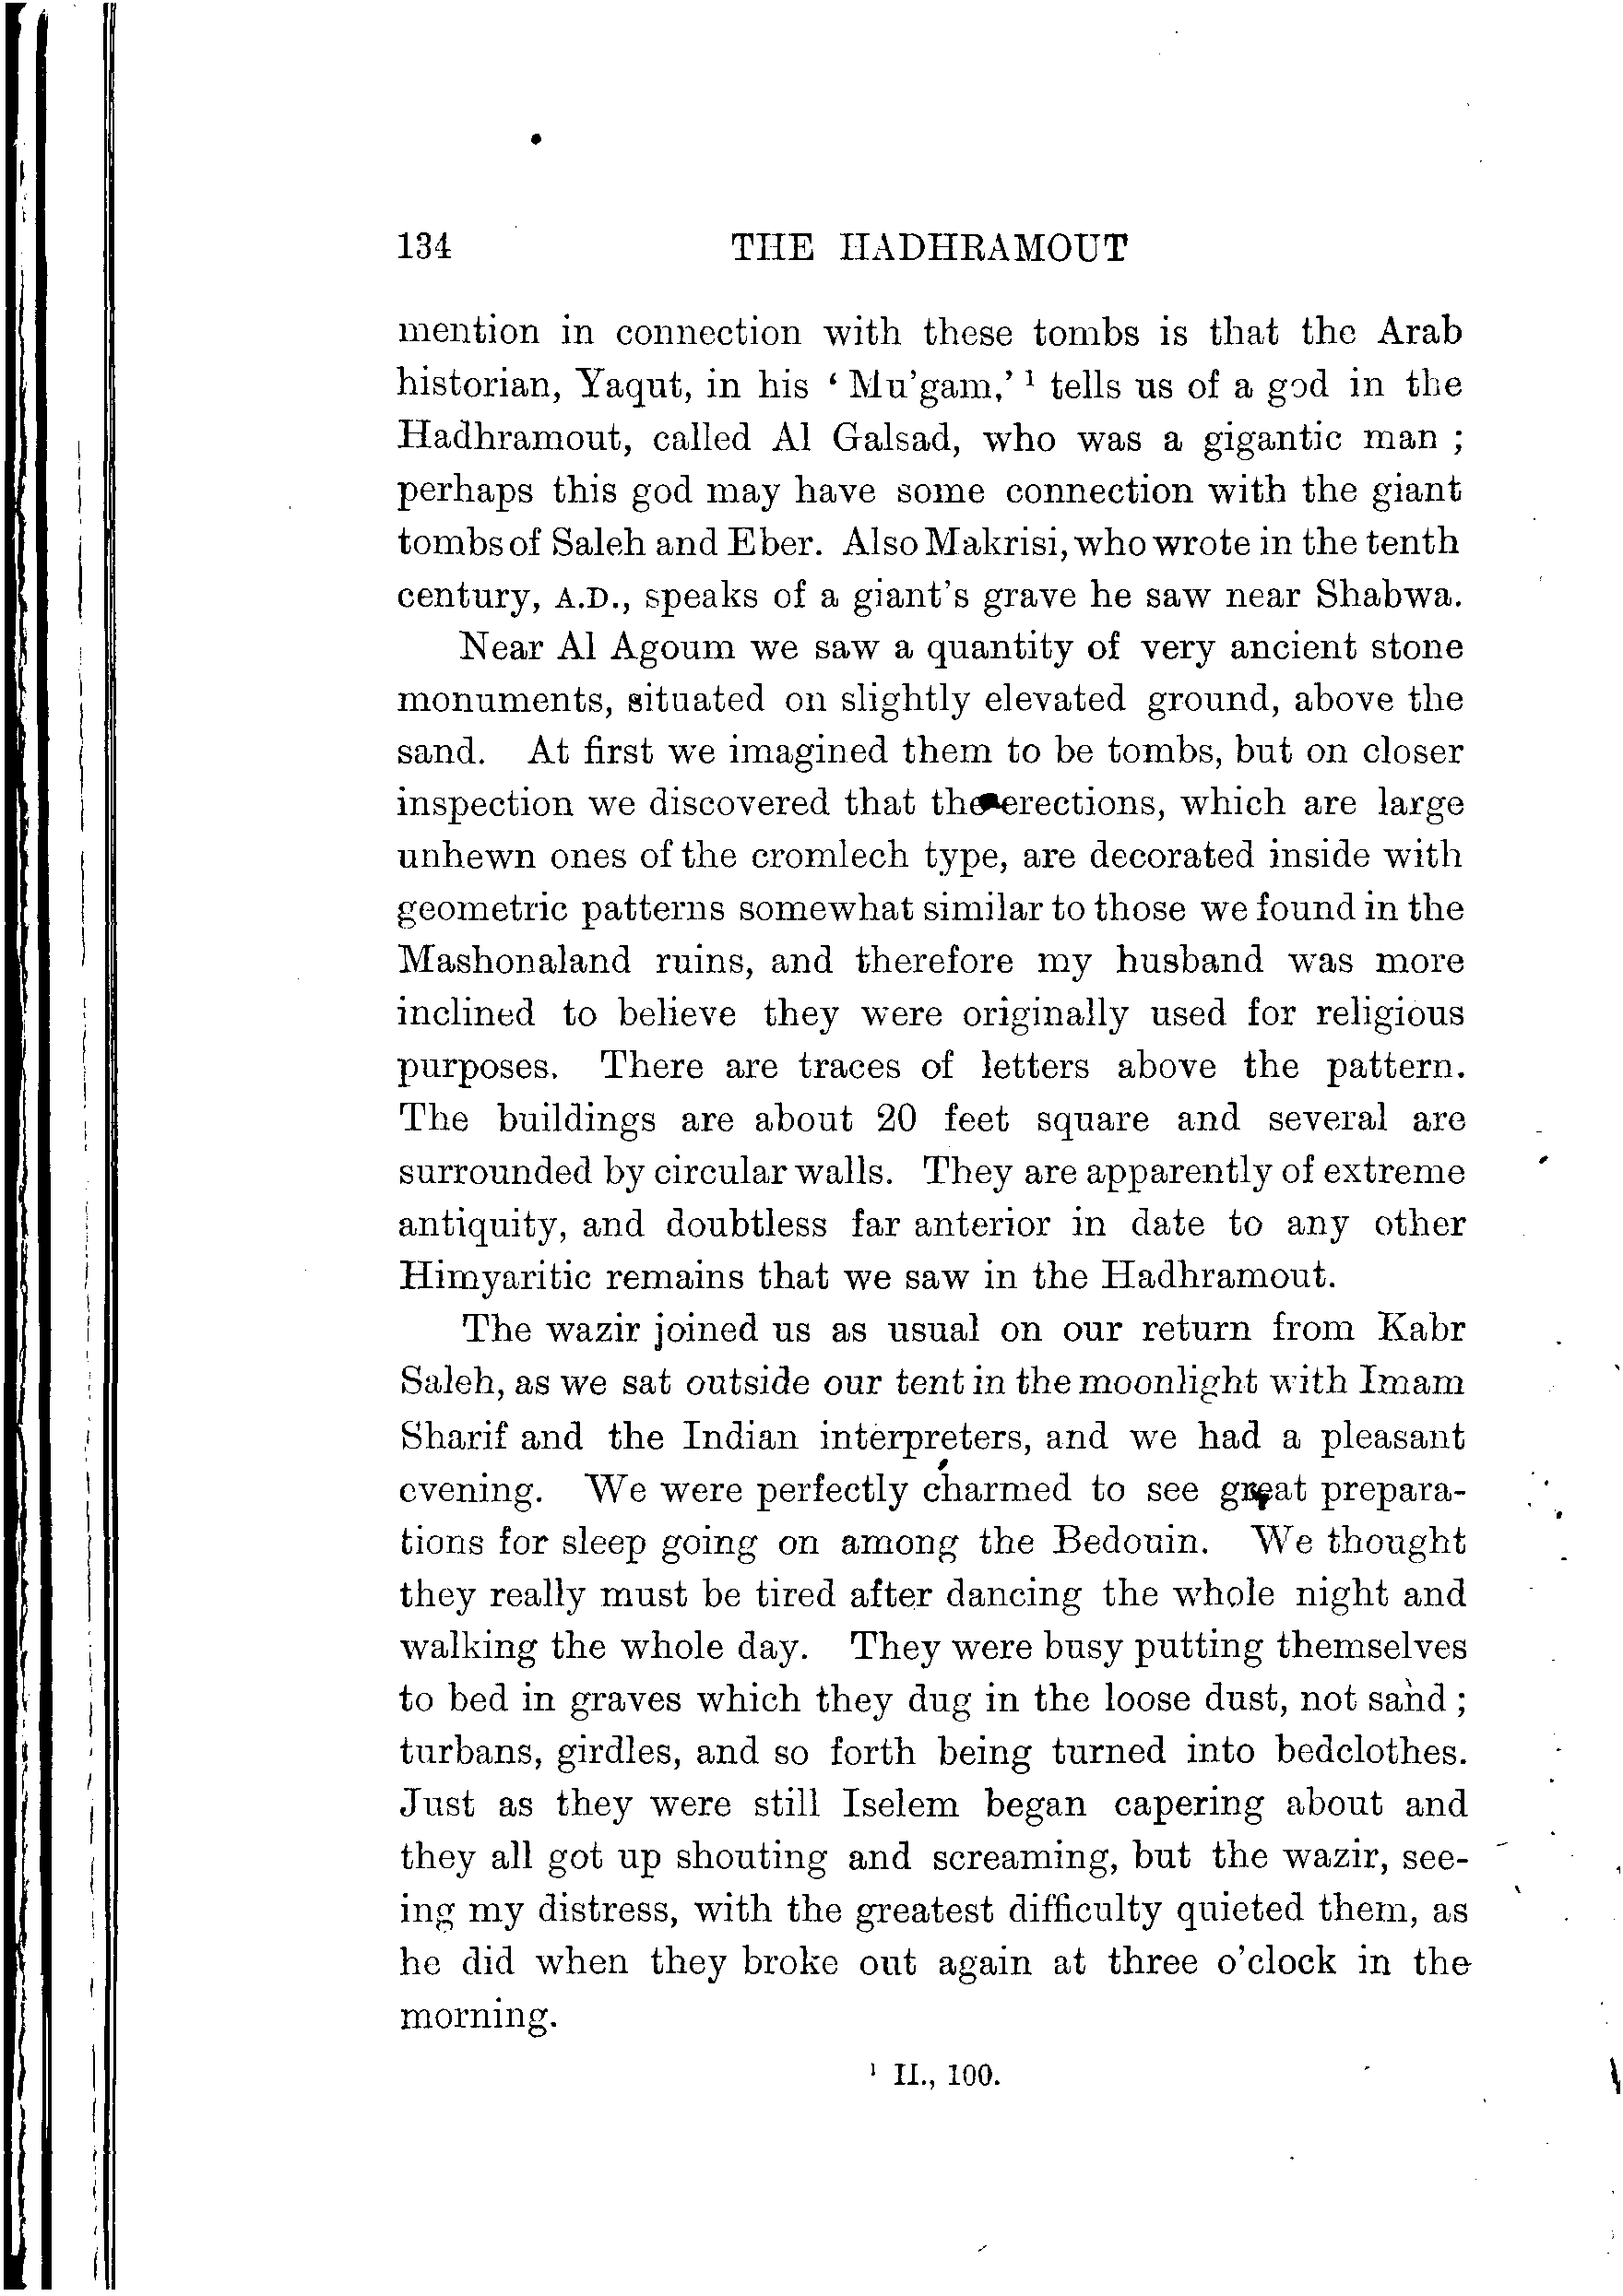 134 THE HADHRAMOUT
mention in connection with these tombs is that the Arab
historian, Yaqut, in his ‘Mu’gam,’ ¹ tells us of a god in the
Hadhramout, called Al Galsad, who was a gigantic man ;
perhaps this god may have some connection with the giant
tombs of Saleh and Eber. Also Makrisi, who wrote in the tenth
century, A.D., speaks of a giant’s grave he saw near Shabwa.
Near Al Agoum we saw a quantity of very ancient stone
monuments, situated on slightly elevated ground, above the
sand. At first we imagined them to be tombs, but on closer
inspection we discovered that the erections, which are large
unhewn ones of the cromlech type, are decorated inside with
geometric patterns somewhat similar to those we found in the
Mashonaland ruins, and therefore my husband was more
inclined to believe they were originally used for religious
purposes. There are traces of letters above the pattern.
The buildings are about 20 feet square and several are
surrounded by circular walls. They are apparently of extreme
antiquity, and doubtless far anterior in date to any other
Himyaritic remains that we saw in the Hadhramout.
The wazir joined us as usual on our return from Kabr
Saleh, as we sat outside our tent in the moonlight with Imam
Sharif and the Indian interpreters, and we had a pleasant
evening. We were perfectly charmed to see great prepara-
tions for sleep going on among the Bedouin. We thought
they really must be tired after dancing the whole night and
walking the whole day. They were busy putting themselves
to bed in graves which they dug in the loose dust, not sand ;
turbans, girdles, and so forth being turned into bedclothes.
Just as they were still Iselem began capering about and
they all got up shouting and screaming, but the wazir, see-
ing my distress, with the greatest difficulty quieted them, as
he did when they broke out again at three o’clock in the
morning.
¹ II., 100.